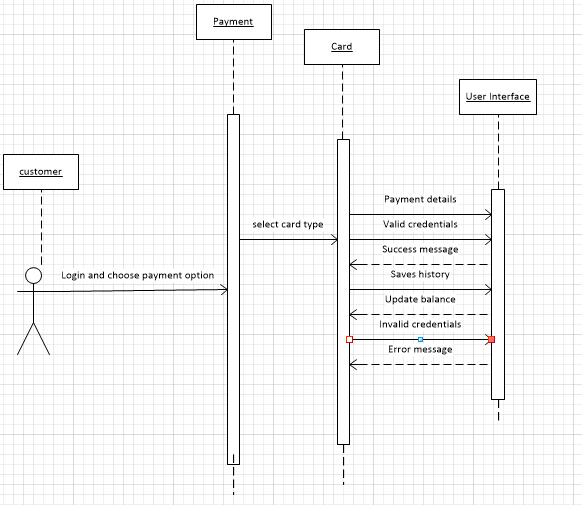 Payment
Card
User Interface
customer
Payment details
select card type
Valid credentials
Success message
Login and choose payment option
Saves history
Update balance
Invalid credentials
Error message